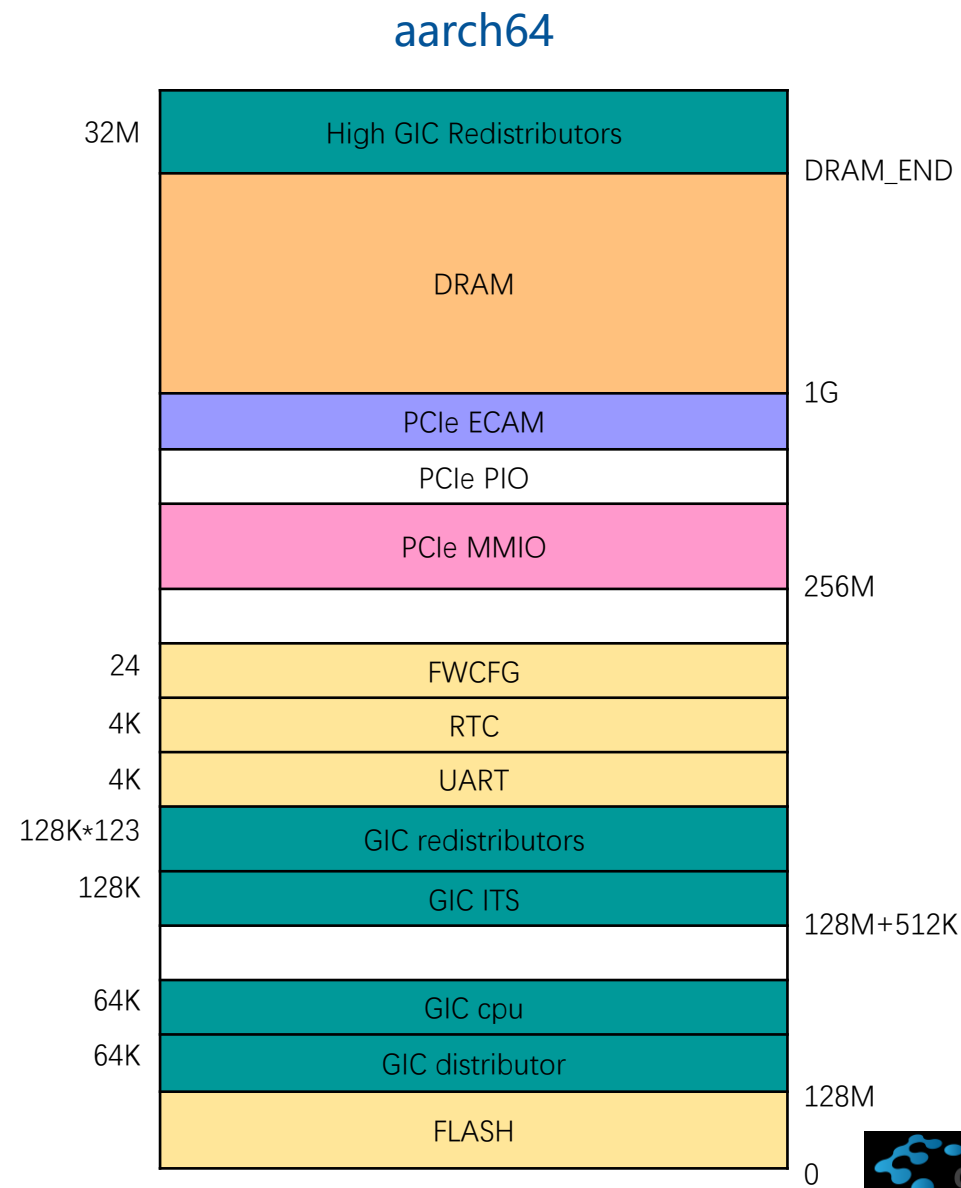 aarch64
32M
High GIC Redistributors
DRAM_END
DRAM
1G
PCIe ECAM
PCIe PIO
PCIe MMIO
256M
24
FWCFG
4K
RTC
4K
UART
128K*123
GIC redistributors
128K
GIC ITS
128M+512K
64K
GIC cpu
64K
GIC distributor
128M
FLASH
0